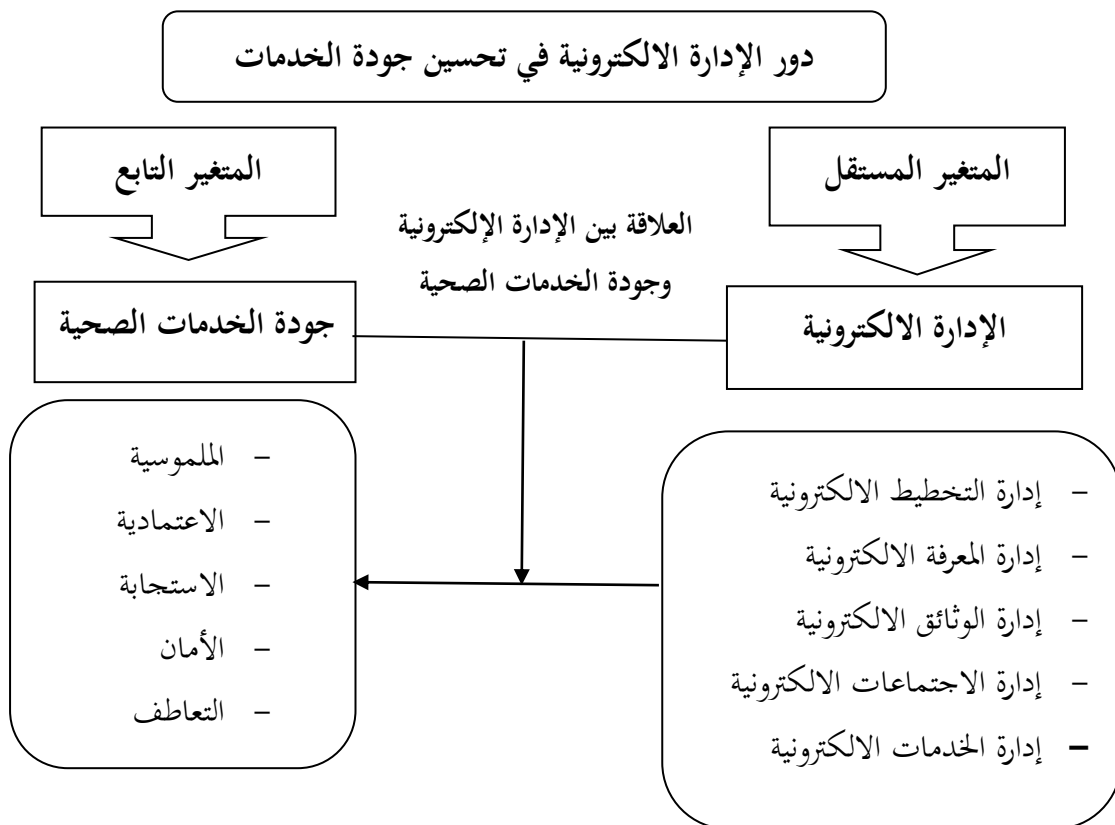 دور الإدارة الالكترونية في تحسين جودة الخدمات
المتغير المستقل
المتغير التابع
العلاقة بين الإدارة الإلكترونية
وجودة الخدمات الصحية
الإدارة الالكترونية
جودة الخدمات الصحية
– إدارة التخطيط الالكترونية
– إدارة المعرفة الالكترونية
– إدارة الوثائق الالكترونية
– إدارة الاجتماعات الالكترونية
– إدارة الخدمات الالكترونية
– الملموسية
– الاعتمادية
– الاستجابة
– الأمان
– التعاطف